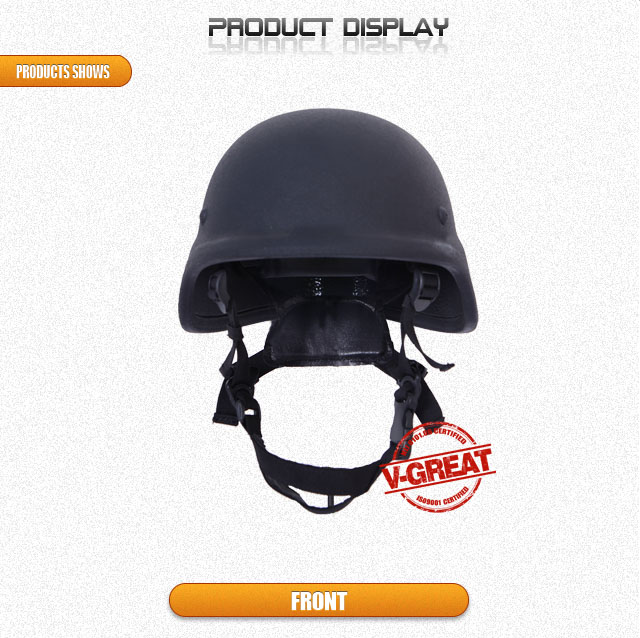 PRODUCT DISPLAY
PRODUCTS SHOWS
V-GREAT
ISO9001 CERTIFIED
FRONT